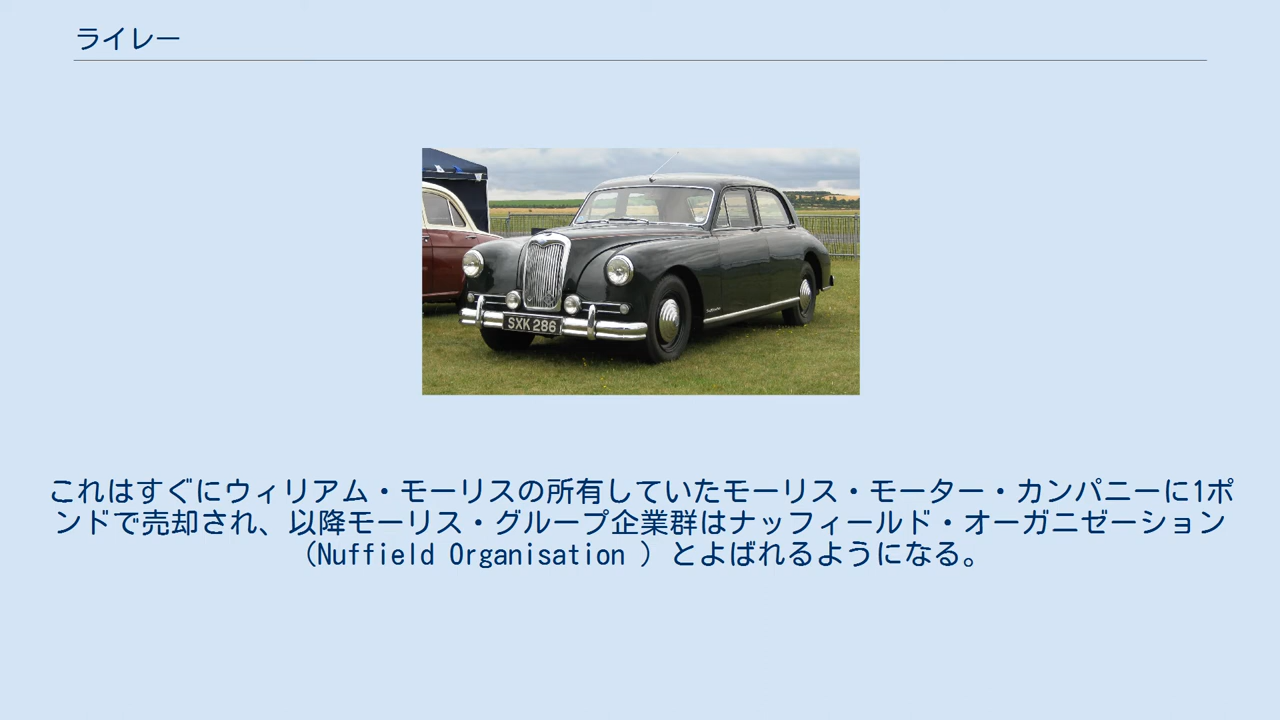 ライレー
SXK 286
これはすぐにウィリアム・モーリスの所有していたモーリス・モーター・カンパニーに1ポ
ンドで売却され、以降モーリス・グループ企業群はナッフィールド・オーガニゼーション
（Nuffield Organisation ）とよばれるようになる。